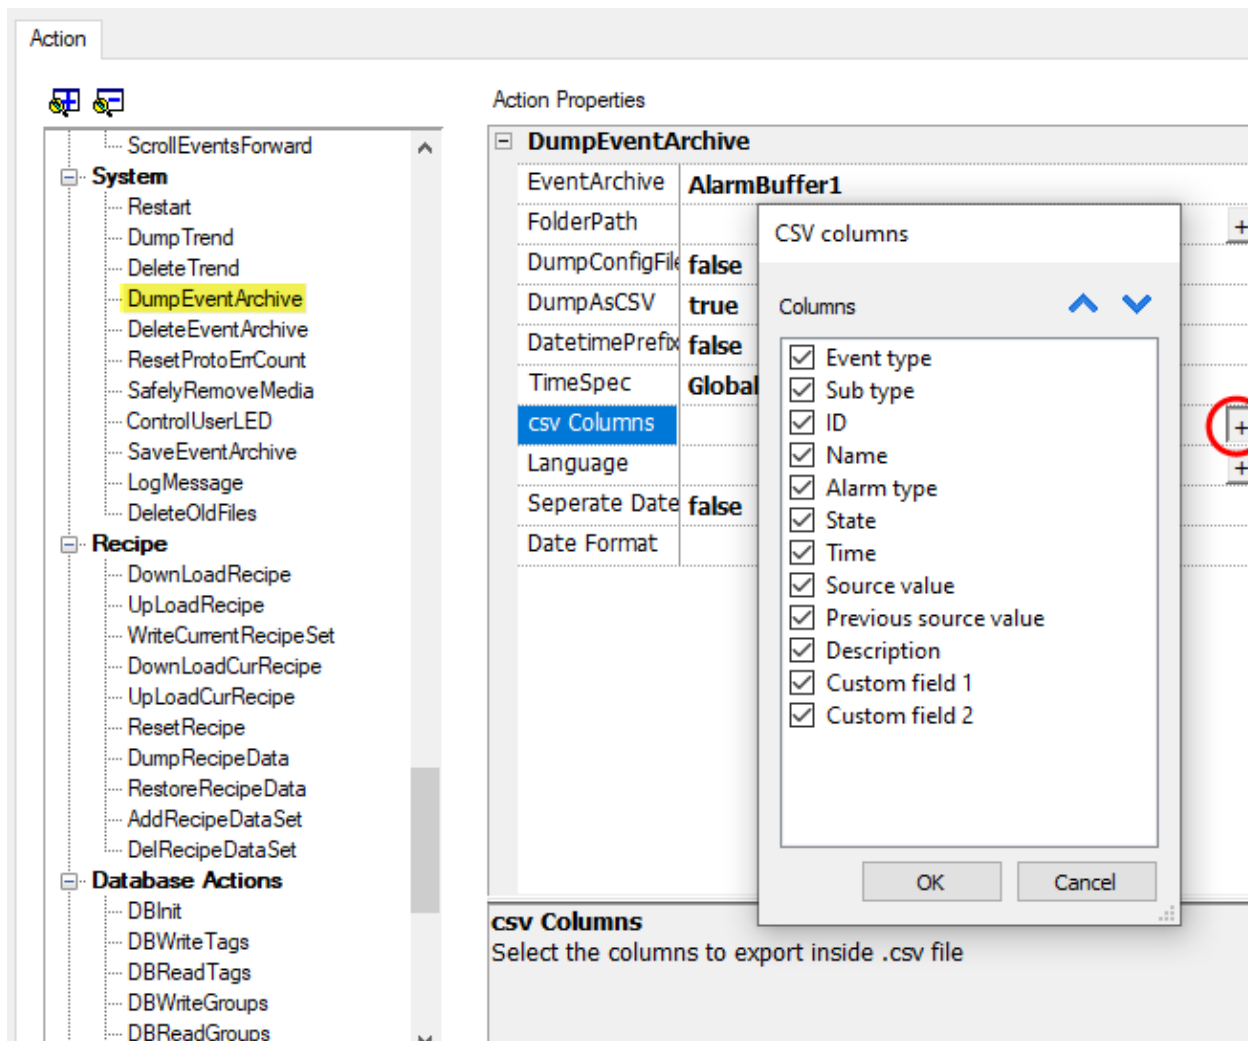 Action
Action Properties
ScrollEventsForward
System
Restart
DumpTrend
DeleteTrend
DumpEventArchive
DeleteEventArchive
ResetProtoErrCount
SafelyRemoveMedia
ControlUserLED
SaveEventArchive
LogMessage
DeleteOldFiles
Recipe
DownLoadRecipe
UpLoadRecipe
WriteCurrentRecipeSet
DownLoadCurRecipe
UpLoadCurRecipe
ResetRecipe
DumpRecipeData
RestoreRecipeData
AddRecipeDataSet
DelRecipeDataSet
Database Actions
DBInit
DBWriteTags
DBReadTags
DBWriteGroups
DBReadGroups
DumpEventArchive
EventArchive AlarmBuffer1
FolderPath +
DumpConfigFile false
DumpAsCSV true
DatetimePrefix false
TimeSpec Global
csv Columns +
Language +
Seperate Date false
Date Format
CSV columns
Columns
Event type
Sub type
ID
Name
Alarm type
State
Time
Source value
Previous source value
Description
Custom field 1
Custom field 2
OK Cancel
csv Columns
Select the columns to export inside .csv file